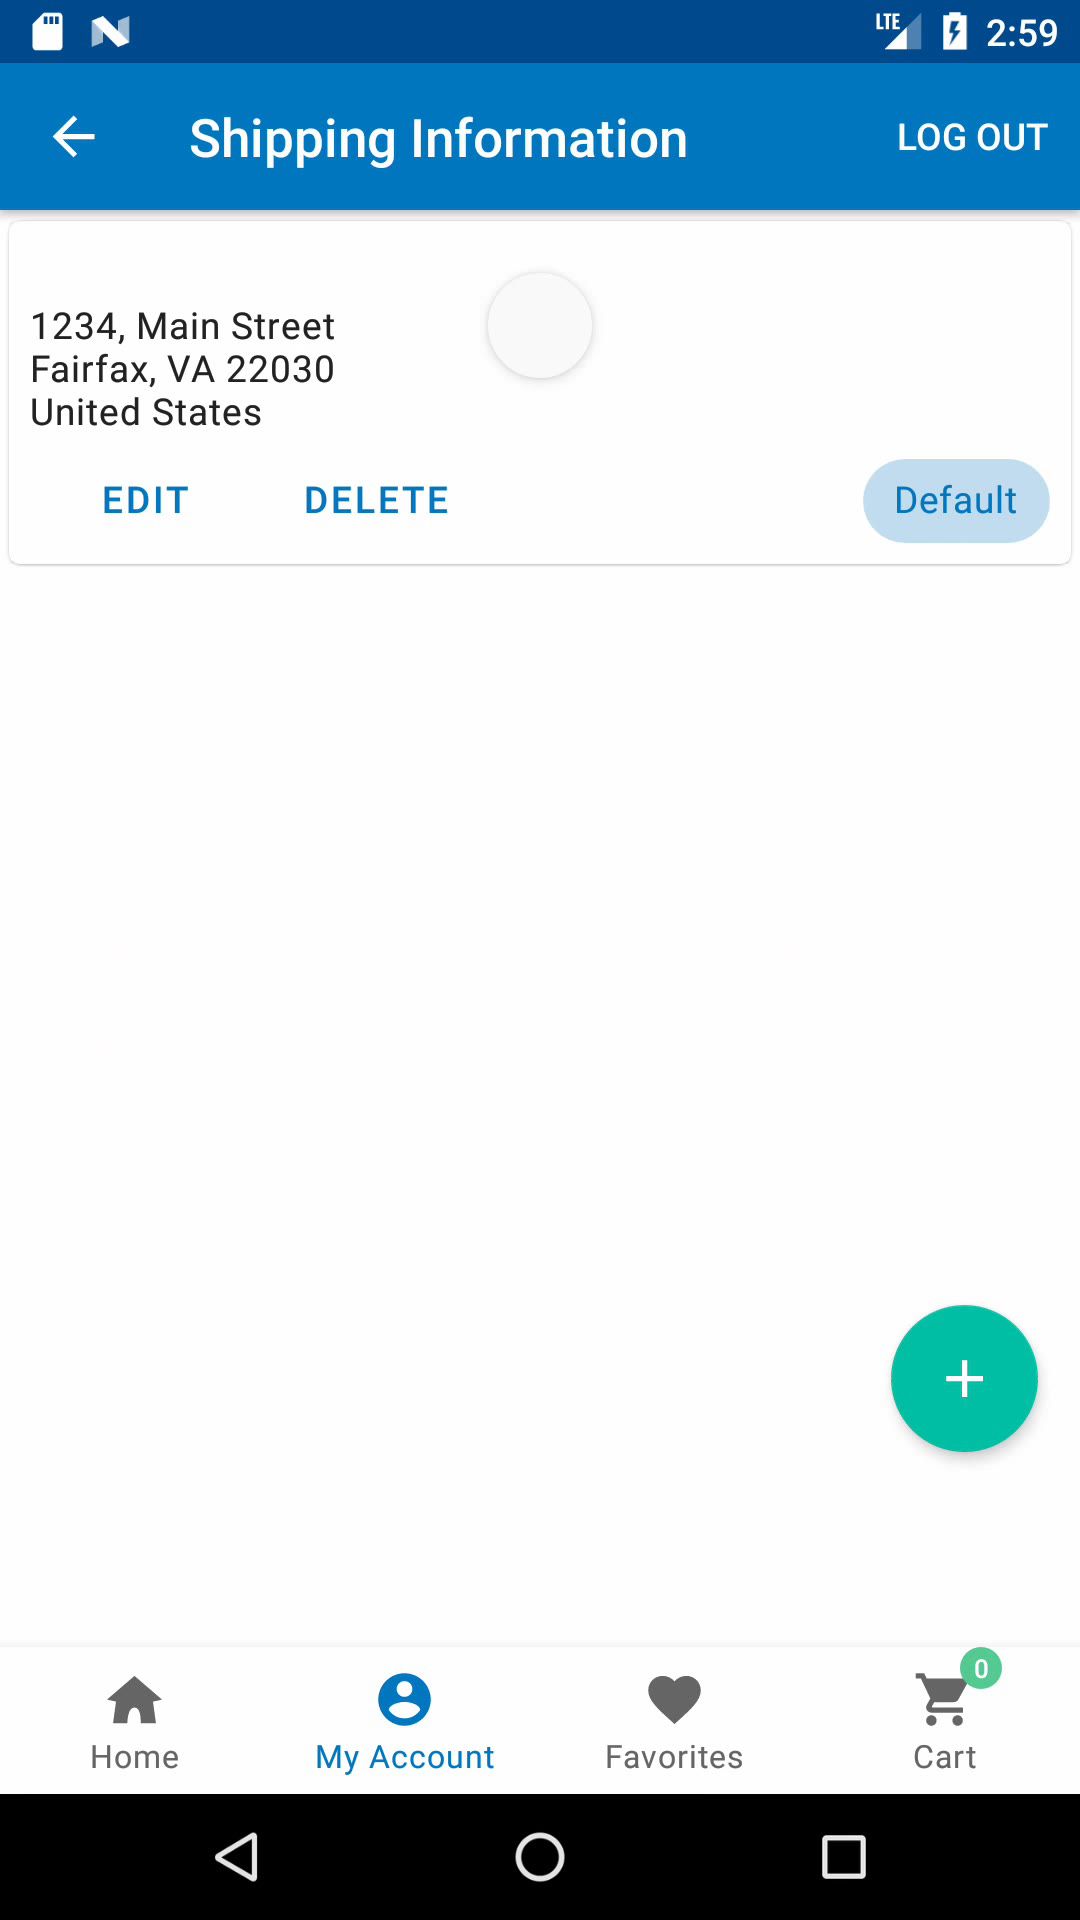 LTE 2:59
Shipping Information LOG OUT
1234, Main Street
Fairfax, VA 22030
United States
EDIT DELETE Default
0
Home My Account Favorites Cart